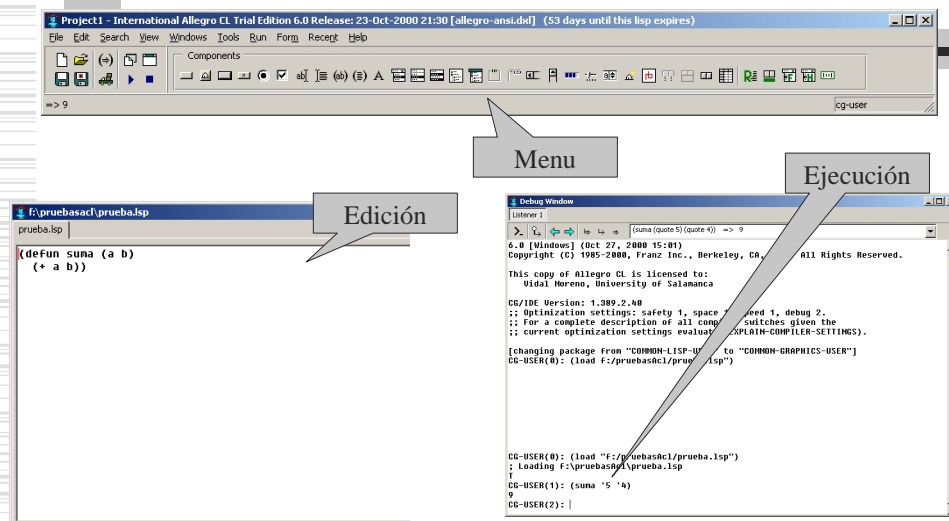 Project1 - International Allegro CL Trial Edition 6.0 Release: 23-Oct-2000 21:30 [allegro-ansi.dxl] (53 days until this lisp expires)
File Edit Search View Windows Tools Run Form Recent Help
Components
=> 9
cg-user
Menu
Ejecución
Edición
f:\pruebasacl\prueba.lsp
prueba.lsp
(defun suma (a b)
(+ a b))
Debug Window
Listener 1
(suma (quote 5) (quote 4)) => 9
6.0 [Windows] (Oct 27, 2000 15:01)
Copyright (C) 1985-2000, Franz Inc., Berkeley, CA, All Rights Reserved.
This copy of Allegro CL is licensed to:
Vidal Moreno, University of Salamanca
CG/IDE Version: 1.389.2.40
;; Optimization settings: safety 1, space 1, speed 1, debug 2.
;; For a complete description of all switches given the
;; current optimization settings evaluate (EXPLAIN-COMPILER-SETTINGS).
[changing package from "COMMON-LISP-USER" to "COMMON-GRAPHICS-USER"]
CG-USER(0): (load f:/pruebasAcl/prueba.lsp")
CG-USER(0): (load "f:/pruebasAcl/prueba.lsp")
; Loading f:\pruebasAcl\prueba.lsp
T
CG-USER(1): (suma '5 '4)
9
CG-USER(2):